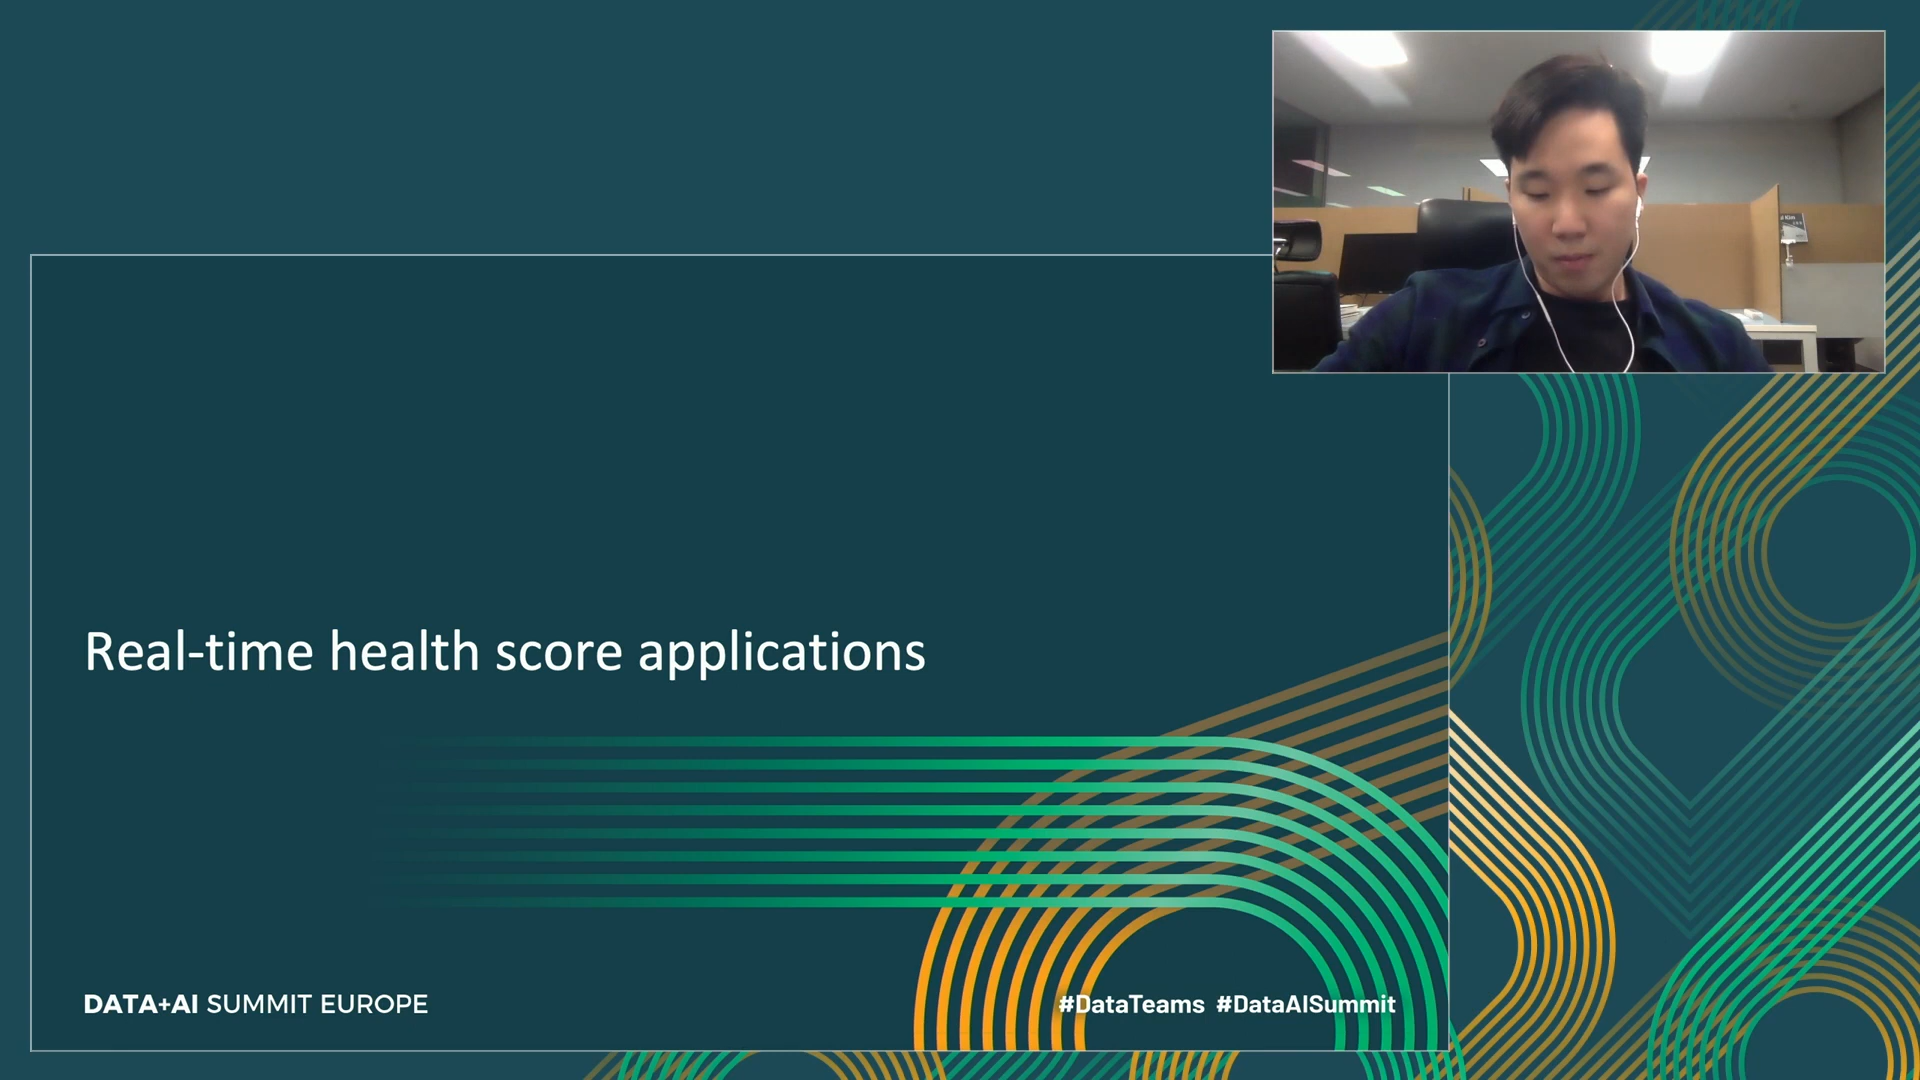 Real-time health score applications
DATA+AI SUMMIT EUROPE
#DataTeams #DataAISummit